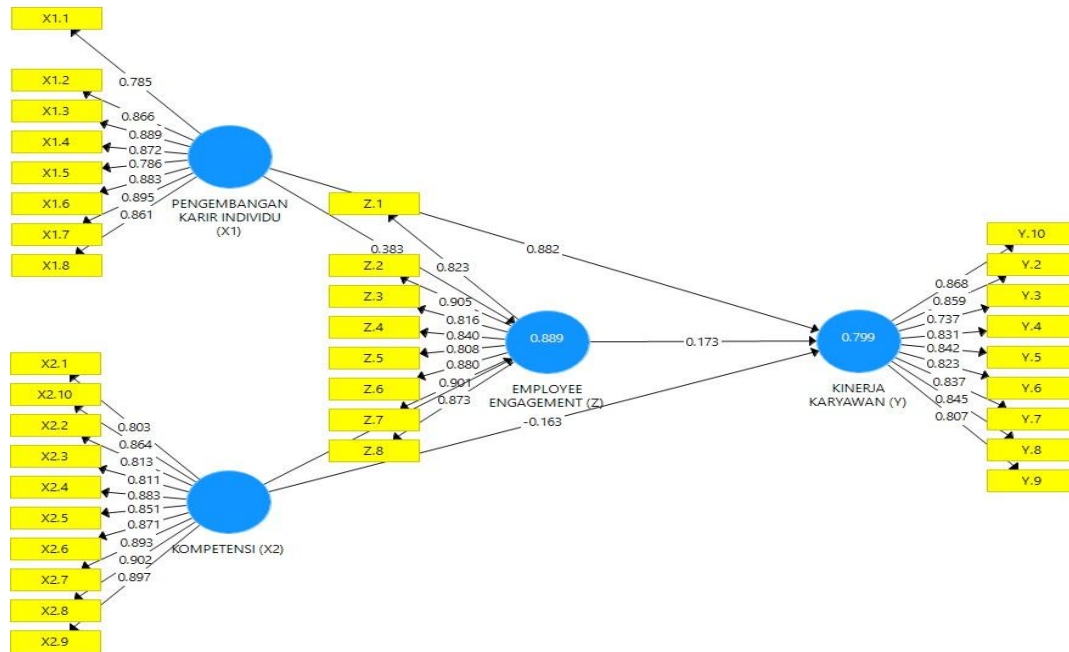 X1.1
0.785
X1.2
0.866
X1.3
0.889
X1.4
0.872
X1.5
0.786
X1.6
0.883
X1.7
0.895
X1.8
0.861
PENGEMBANGAN
KARIR INDIVIDU
(X1)
Z.1
0.383
0.823
0.882
Z.2
0.905
Z.3
0.816
Z.4
0.840
Z.5
0.808
Z.6
0.880
Z.7
0.901
Z.8
0.873
0.889
EMPLOYEE
ENGAGEMENT (Z)
0.173
-0.163
0.799
KINERJA
KARYAWAN (Y)
Y.10
0.868
Y.2
0.859
Y.3
0.737
Y.4
0.831
Y.5
0.842
Y.6
0.823
Y.7
0.837
Y.8
0.845
Y.9
0.807
X2.1
0.803
X2.10
0.864
X2.2
0.813
X2.3
0.811
X2.4
0.883
X2.5
0.851
X2.6
0.871
X2.7
0.893
X2.8
0.902
X2.9
0.897
KOMPETENSI (X2)